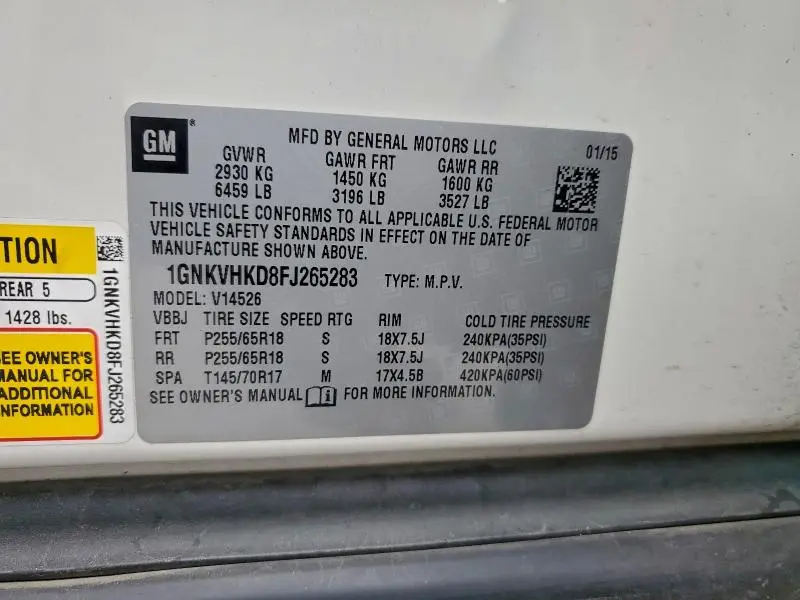 GM ®
MFD BY GENERAL MOTORS LLC
01/15
GVWR GAWR FRT GAWR RR
2930 KG 1450 KG 1600 KG
6459 LB 3196 LB 3527 LB
THIS VEHICLE CONFORMS TO ALL APPLICABLE U.S. FEDERAL MOTOR
VEHICLE SAFETY STANDARDS IN EFFECT ON THE DATE OF
MANUFACTURE SHOWN ABOVE.
1GNKVHKD8FJ265283 TYPE: M.P.V.
MODEL: V14526
VBBJ TIRE SIZE SPEED RTG RIM COLD TIRE PRESSURE
FRT P255/65R18 S 18X7.5J 240KPA(35PSI)
RR P255/65R18 S 18X7.5J 240KPA(35PSI)
SPA T145/70R17 M 17X4.5B 420KPA(60PSI)
SEE OWNER'S MANUAL i FOR MORE INFORMATION.
TION
REAR 5
1428 lbs.
SEE OWNER'S
MANUAL FOR
ADDITIONAL
INFORMATION
1GNKVHKD8FJ265283